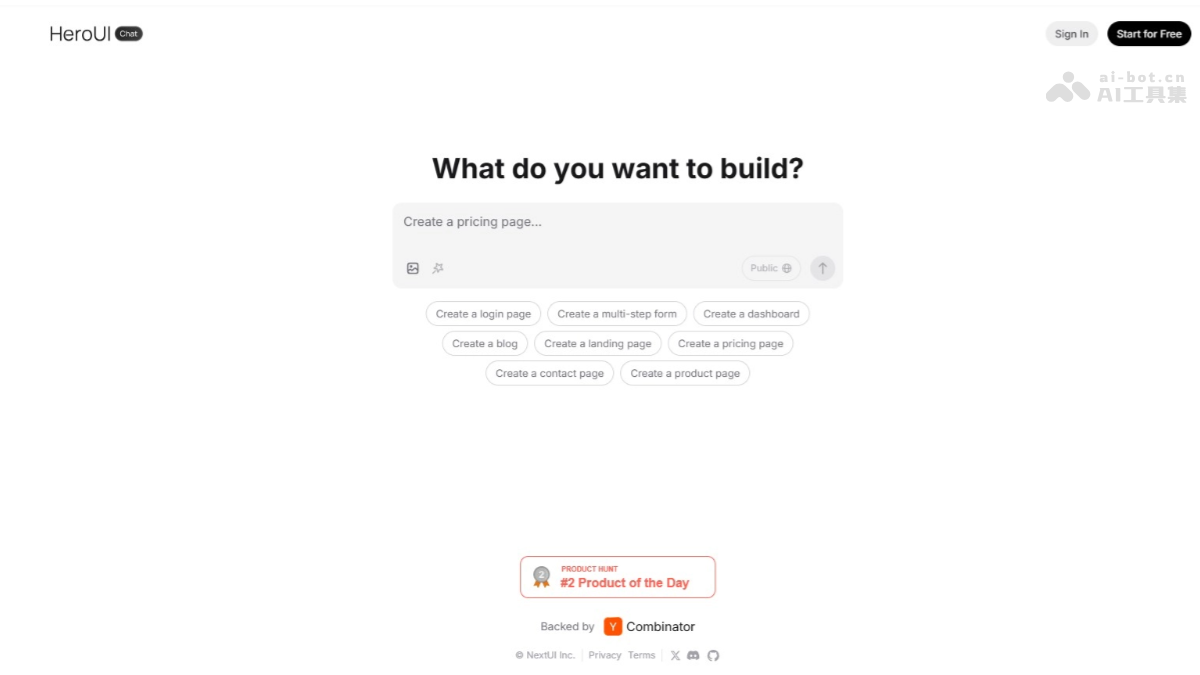 HeroUI Chat
Sign In Start for Free
ai-bot.cn
AI工具集
What do you want to build?
Create a pricing page...
Public
Create a login page Create a multi-step form Create a dashboard
Create a blog Create a landing page Create a pricing page
Create a contact page Create a product page
2
PRODUCT HUNT
#2 Product of the Day
Backed by Y Combinator
© NextUI Inc. Privacy Terms